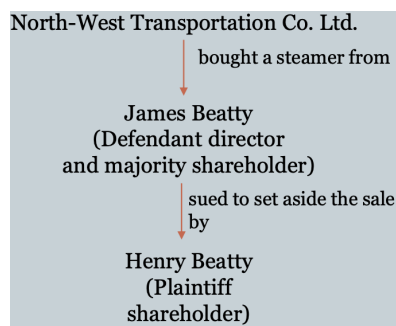 North-West Transportation Co. Ltd.
bought a steamer from
James Beatty
(Defendant director
and majority shareholder)
sued to set aside the sale
by
Henry Beatty
(Plaintiff
shareholder)